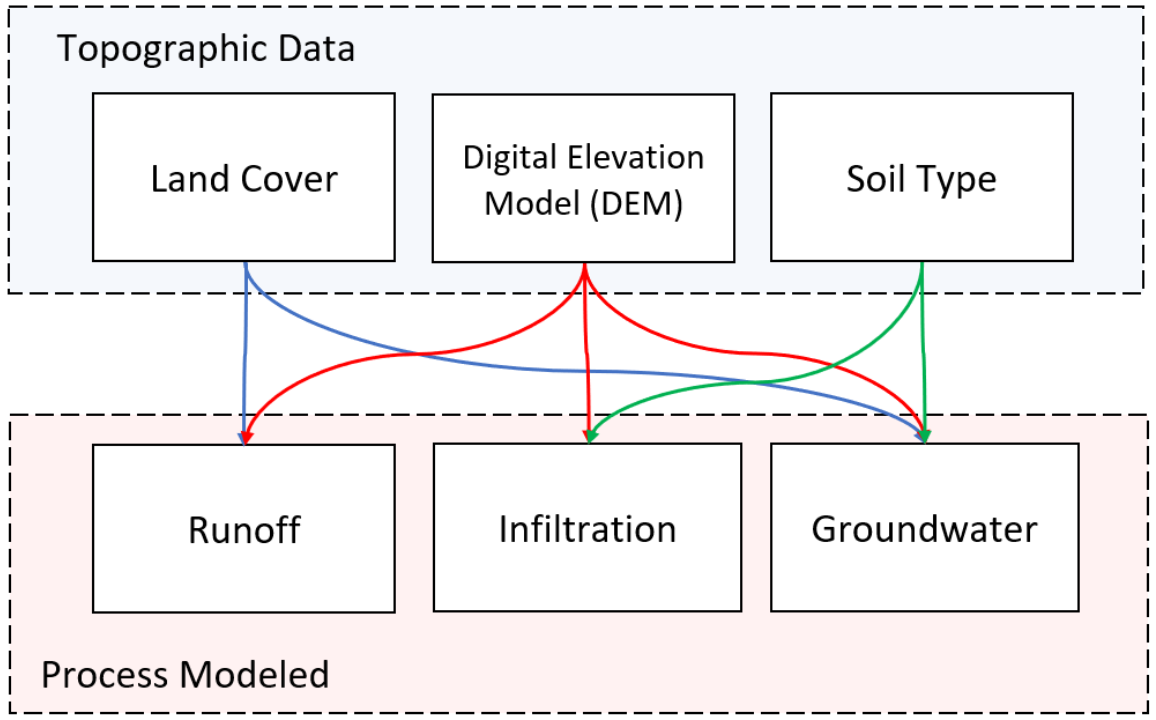 Topographic Data
Land Cover
Digital Elevation
Model (DEM)
Soil Type
Runoff
Infiltration
Groundwater
Process Modeled